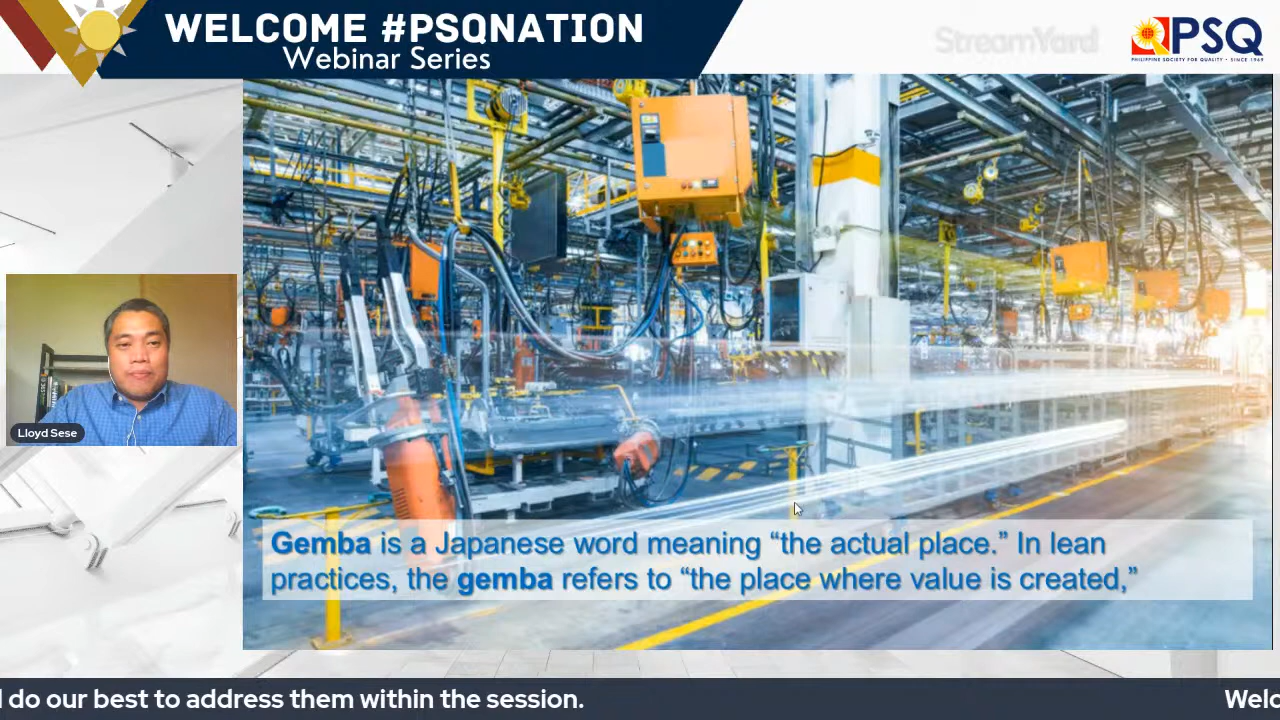 WELCOME #PSQNATION
Webinar Series
StreamYard
PSQ
PHILIPPINE SOCIETY FOR QUALITY • SINCE 1969
Lloyd Sese
Gemba is a Japanese word meaning “the actual place.” In lean
practices, the gemba refers to “the place where value is created,”
do our best to address them within the session.
Welc